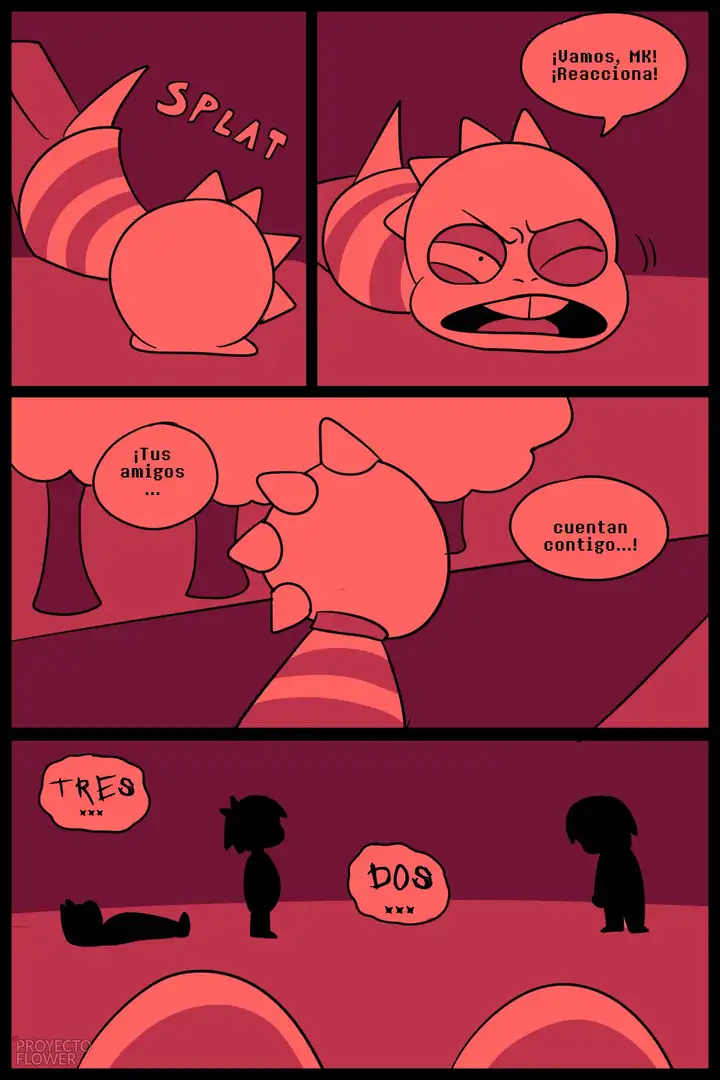 SPLAT
¡Vamos, MK!
¡Reacciona!
¡Tus
amigos
...
cuentan
contigo...!
TRES
...
DOS
...
PROYECTO
FLOWER